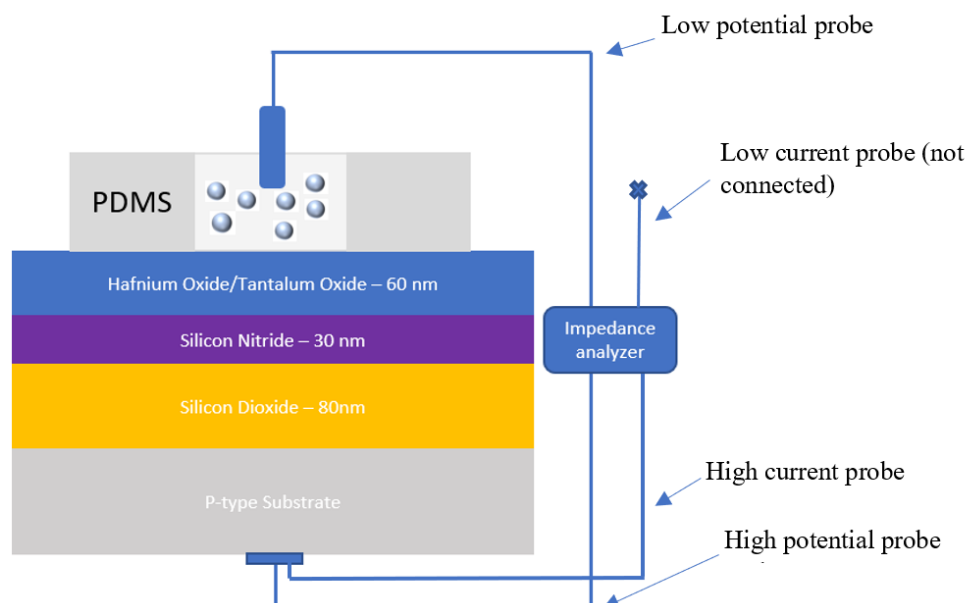 Low potential probe
Low current probe (not
connected)
PDMS
Hafnium Oxide/Tantalum Oxide – 60 nm
Impedance
analyzer
Silicon Nitride – 30 nm
Silicon Dioxide – 80nm
High current probe
P-type Substrate
High potential probe